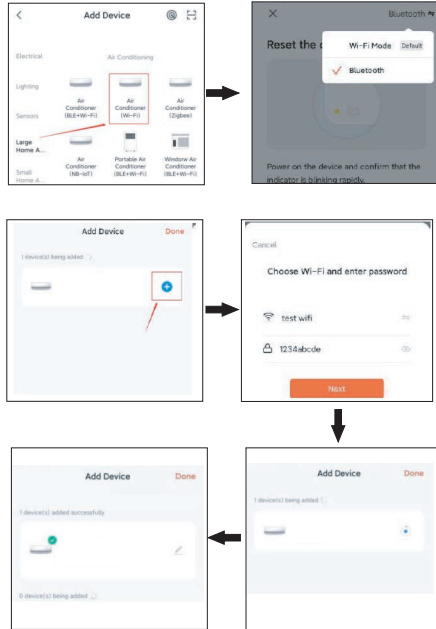 Add Device
Electrical
Air Conditioning
Lighting
Air
Conditioner
(BLE+Wi-Fi)
Air
Conditioner
(Wi-Fi)
Air
Conditioner
(Zigbee)
Sensors
Large
Home A...
Air
Conditioner
(NB-IoT)
Portable Air
Conditioner
(BLE+Wi-Fi)
Window Air
Conditioner
(BLE+Wi-Fi)
Small
Home A...
Bluetooth
Reset the
Wi-Fi Mode Default
Bluetooth
Power on the device and confirm that the
indicator is blinking rapidly.
Add Device Done
1 device(s) being added
Cancel
Choose Wi-Fi and enter password
test wifi
1234abcde
Next
Add Device Done
1 device(s) added successfully
0 device(s) being added
Add Device Done
1 device(s) being added